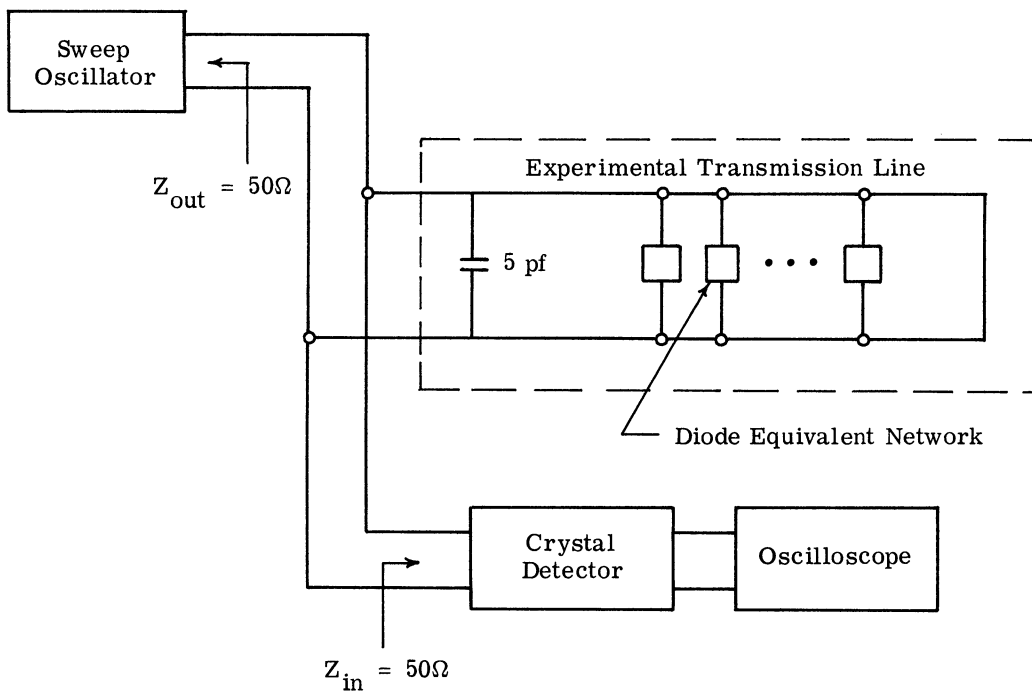 Sweep
Oscillator
Z_out = 50Ω
Experimental Transmission Line
5 pf
Diode Equivalent Network
Crystal
Detector
Oscilloscope
Z_in = 50Ω